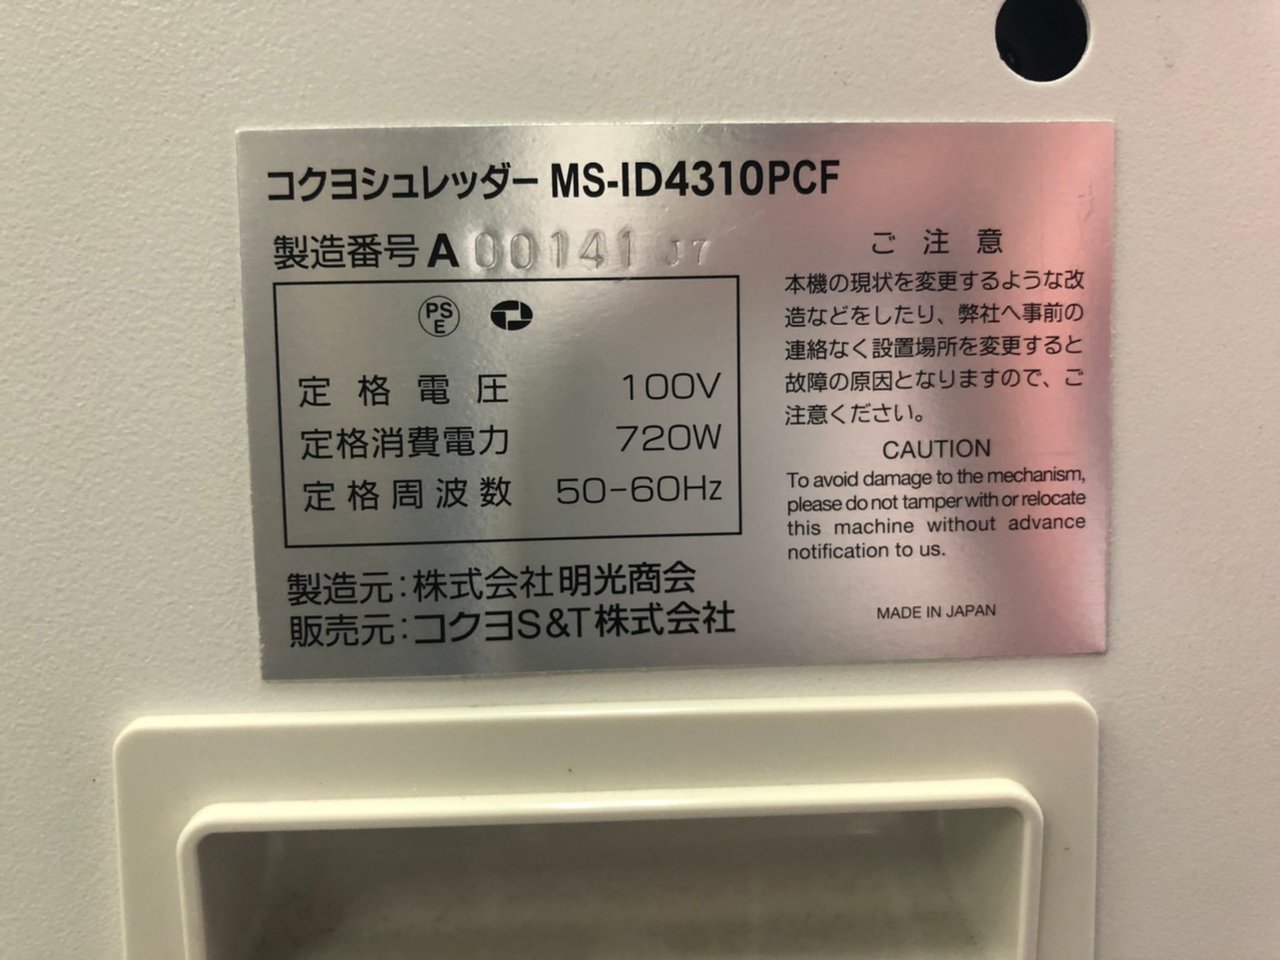 コクヨシュレッダー MS-ID4310PCF
製造番号 A 00141 J7
PS
E
定格電圧 100V
定格消費電力 720W
定格周波数 50-60Hz
製造元:株式会社明光商会
販売元:コクヨS&T株式会社
ご注意
本機の現状を変更するような改
造などをしたり、弊社へ事前の
連絡なく設置場所を変更すると
故障の原因となりますので、ご
注意ください。
CAUTION
To avoid damage to the mechanism,
please do not tamper with or relocate
this machine without advance
notification to us.
MADE IN JAPAN